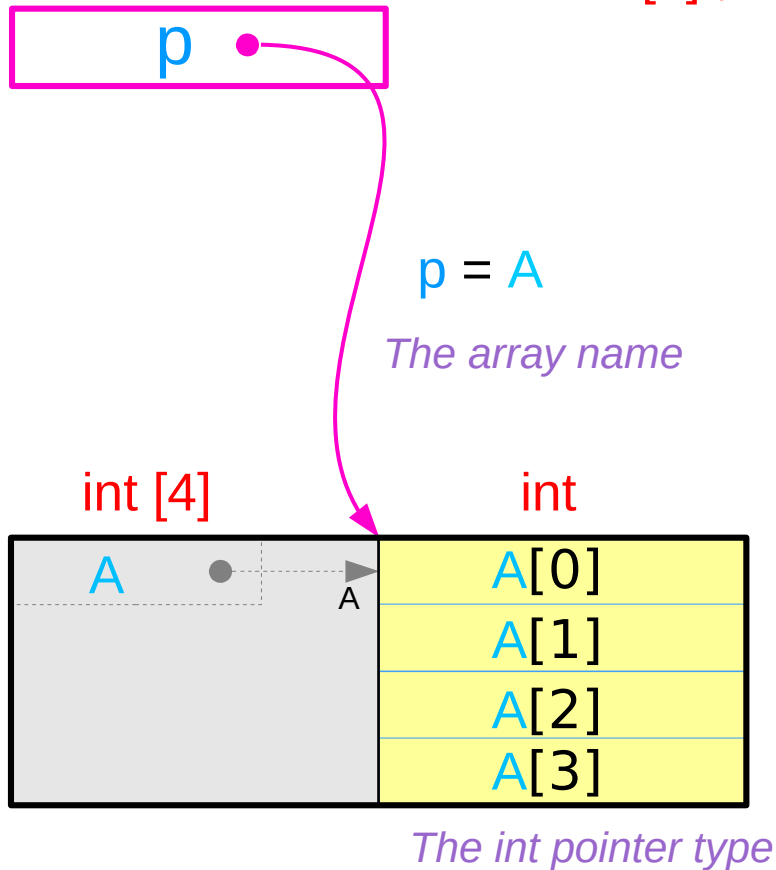 p
p = A
The array name
int [4] int
A A[0]
A
A[1]
A[2]
A[3]
The int pointer type